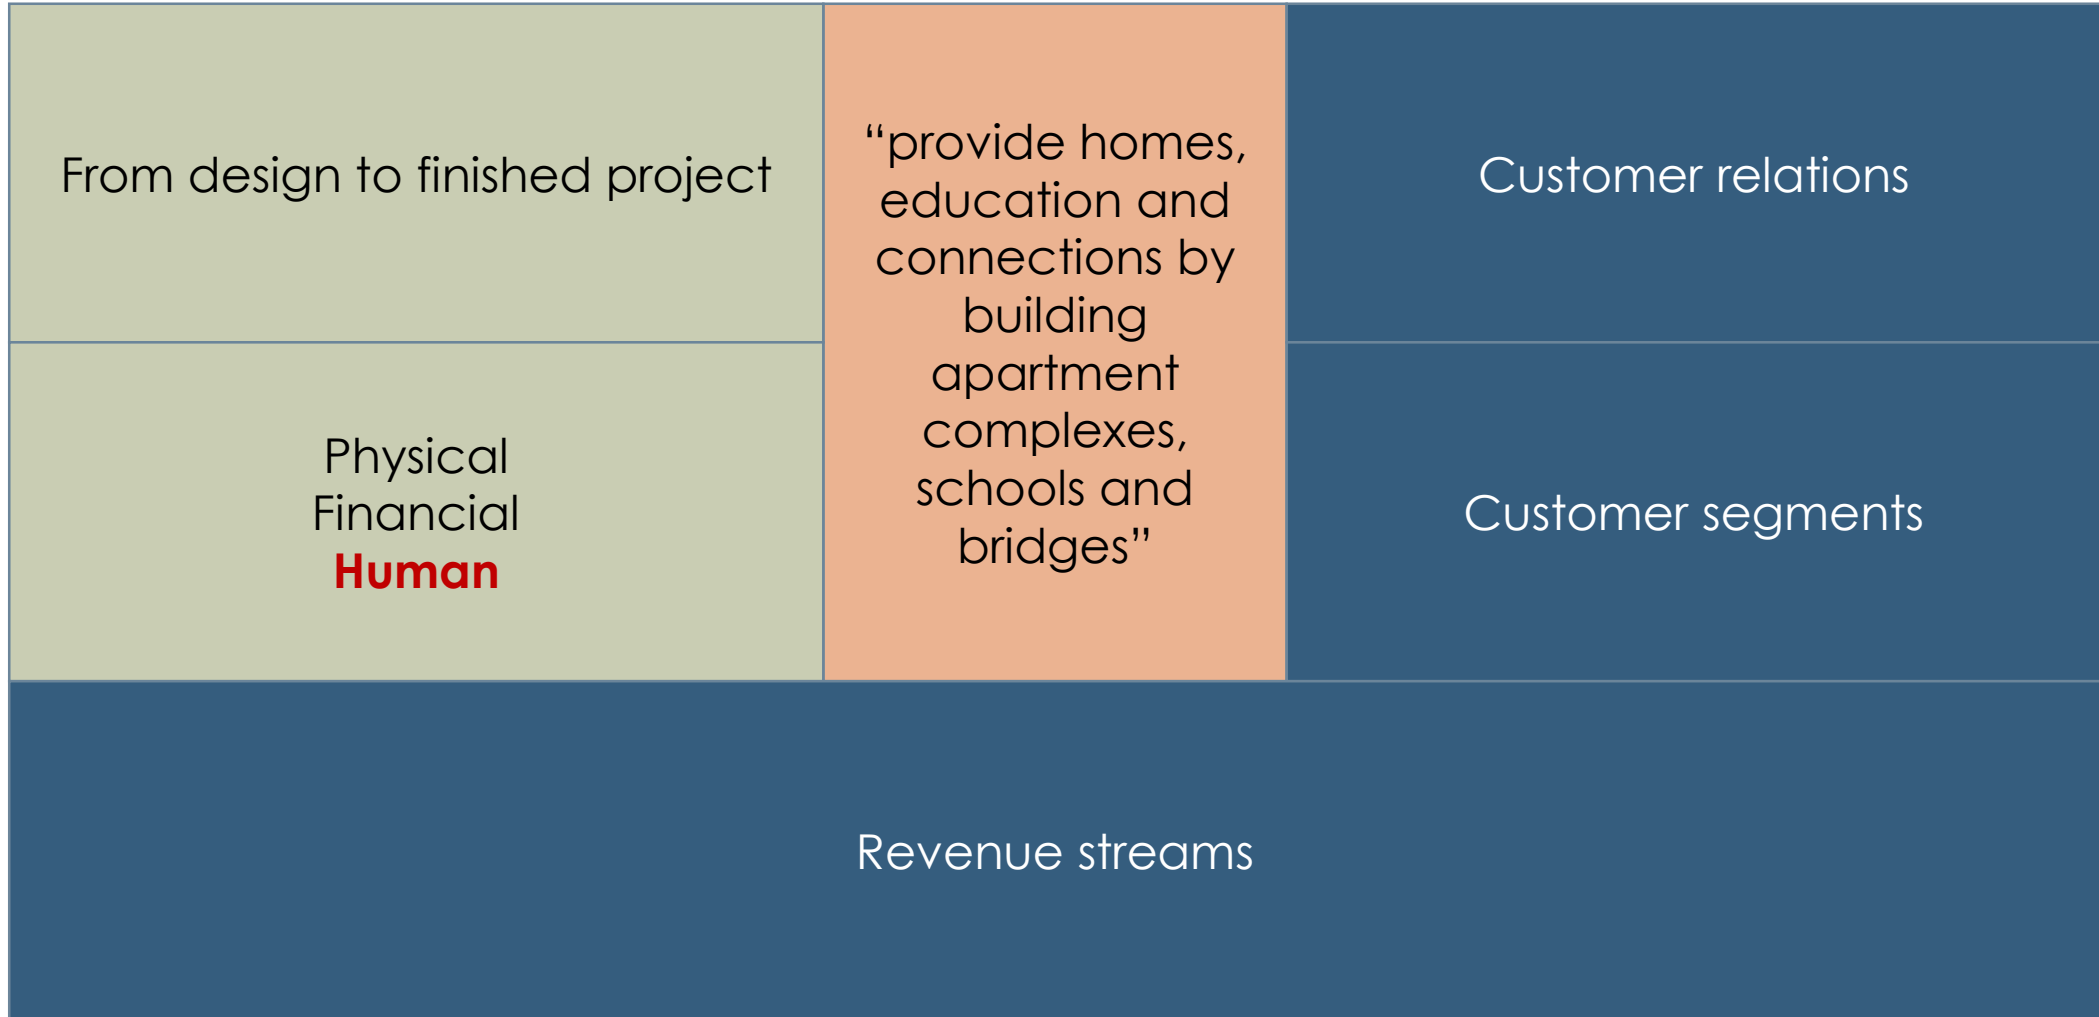 From design to finished project
Physical
Financial
Human
“provide homes,
education and
connections by
building
apartment
complexes,
schools and
bridges”
Customer relations
Customer segments
Revenue streams